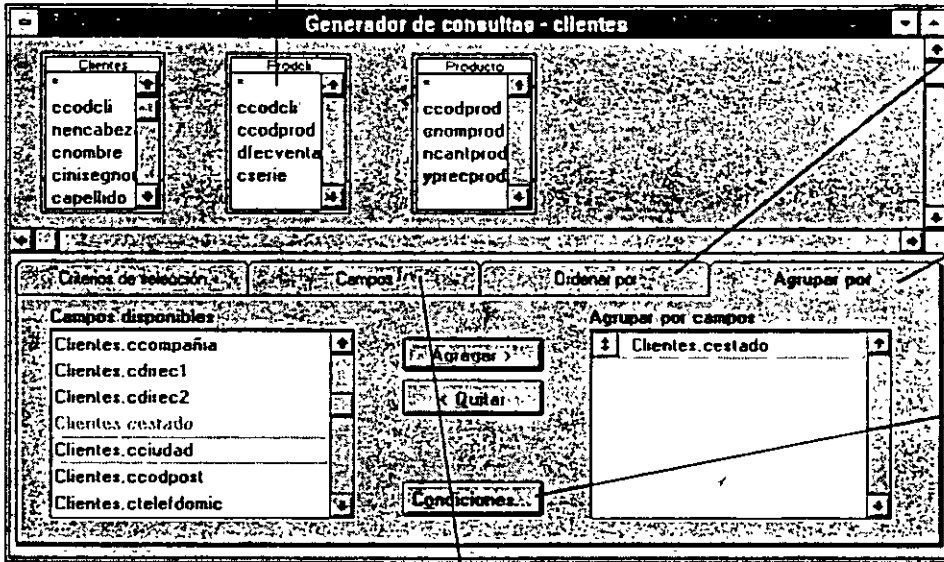 Generador de consultas - clientes
Clientes
*
ccodcli
nencabez
cnombre
cinisegno
capellido
Prodcli
*
ccodcli
ccodprod
dfecventa
cserie
Producto
*
ccodprod
cnomprod
ncantprod
yprecprod
Criterios de selección
Campos
Ordenar por
Agrupar por
Campos disponibles
Clientes.ccompañia
Clientes.cdirec1
Clientes.cdirec2
Clientes.cestado
Clientes.cciudad
Clientes.ccodpost
Clientes.ctelefdomic
Agregar >
< Quitar
Condiciones...
Agrupar por campos
Clientes.cestado